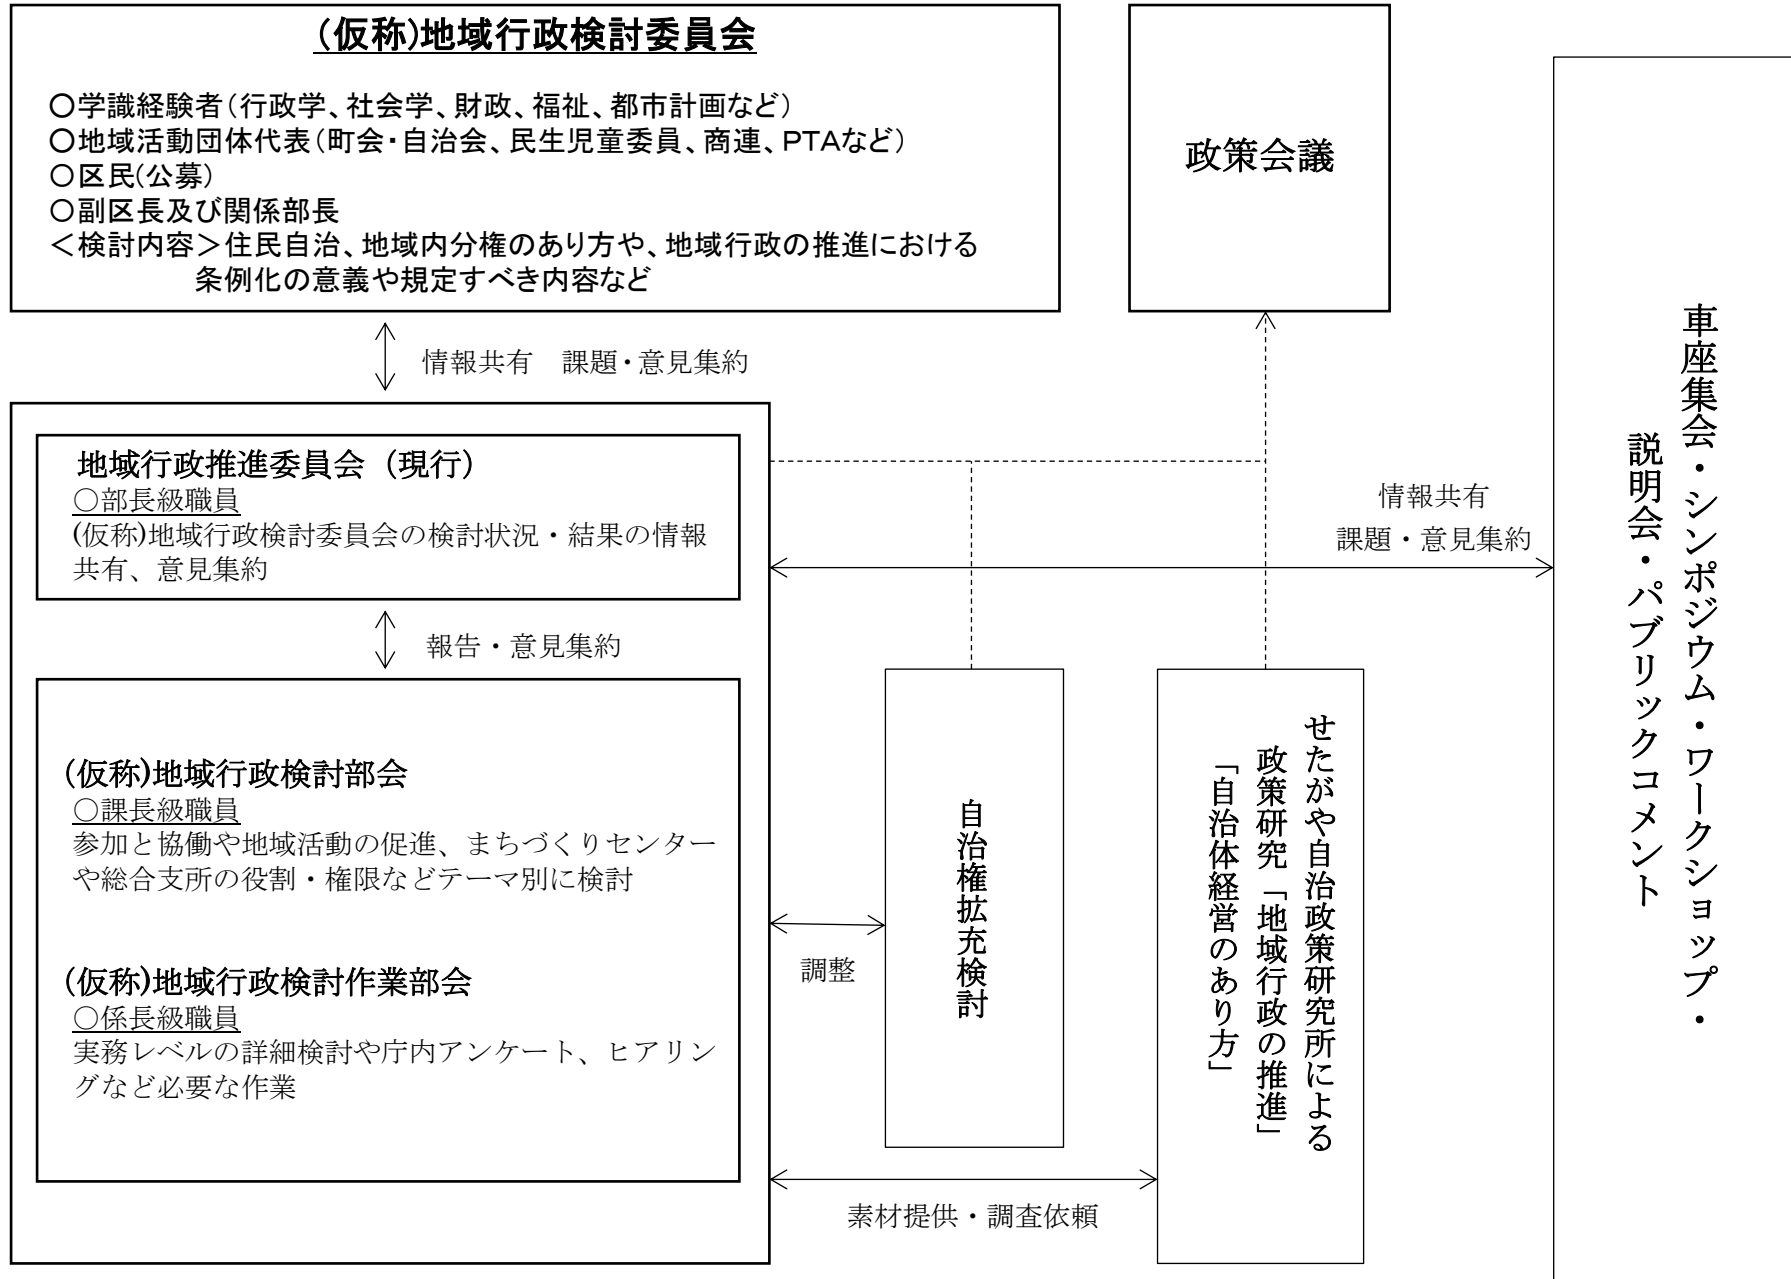 (仮称)地域行政検討委員会
○学識経験者(行政学、社会学、財政、福祉、都市計画など)
○地域活動団体代表(町会・自治会、民生児童委員、商連、PTAなど)
○区民(公募)
○副区長及び関係部長
＜検討内容＞住民自治、地域内分権のあり方や、地域行政の推進における
条例化の意義や規定すべき内容など
政策会議
情報共有　課題・意見集約
地域行政推進委員会（現行）
○部長級職員
(仮称)地域行政検討委員会の検討状況・結果の情報
共有、意見集約
報告・意見集約
(仮称)地域行政検討部会
○課長級職員
参加と協働や地域活動の促進、まちづくりセンター
や総合支所の役割・権限などテーマ別に検討
(仮称)地域行政検討作業部会
○係長級職員
実務レベルの詳細検討や庁内アンケート、ヒアリン
グなど必要な作業
調整
自治権拡充検討
せたがや自治政策研究所による
政策研究「地域行政の推進」
「自治体経営のあり方」
素材提供・調査依頼
情報共有
課題・意見集約
車座集会・シンポジウム・ワークショップ・
説明会・パブリックコメント